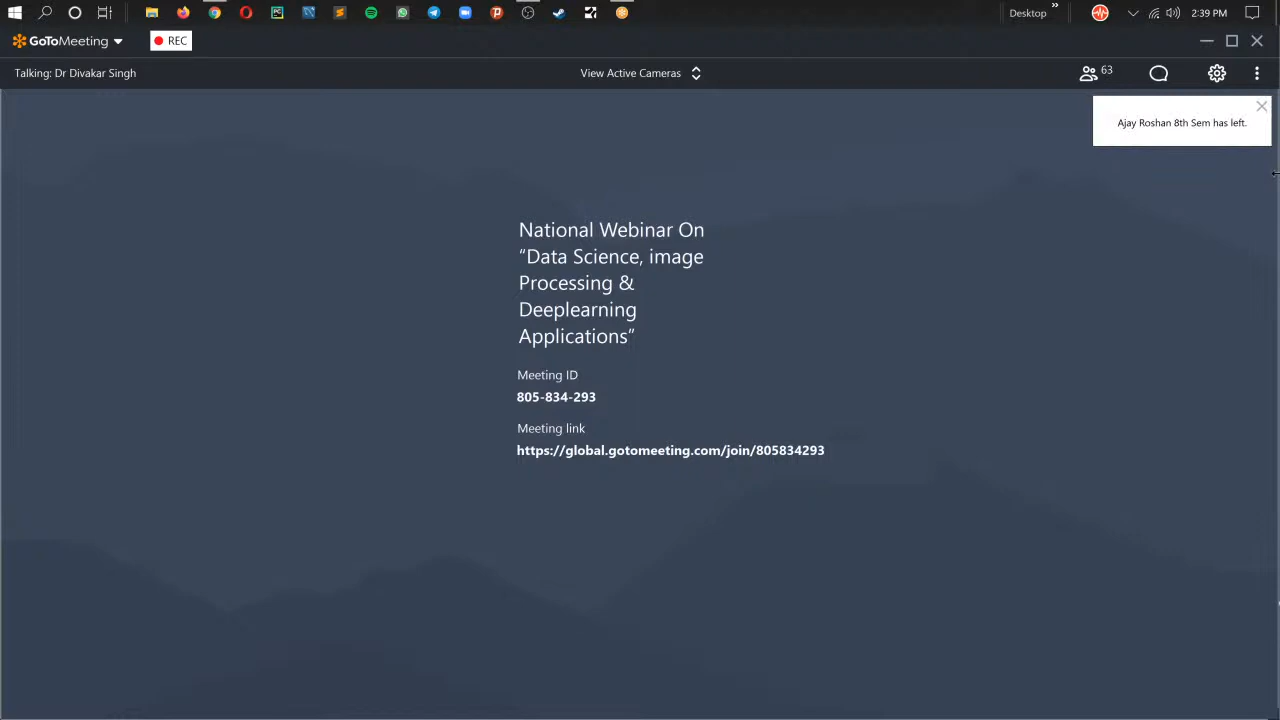 Desktop
2:39 PM
GoToMeeting
REC
Talking: Dr Divakar Singh
View Active Cameras
63
Ajay Roshan 8th Sem has left.
National Webinar On
“Data Science, image
Processing &
Deeplearning
Applications”
Meeting ID
805-834-293
Meeting link
https://global.gotomeeting.com/join/805834293